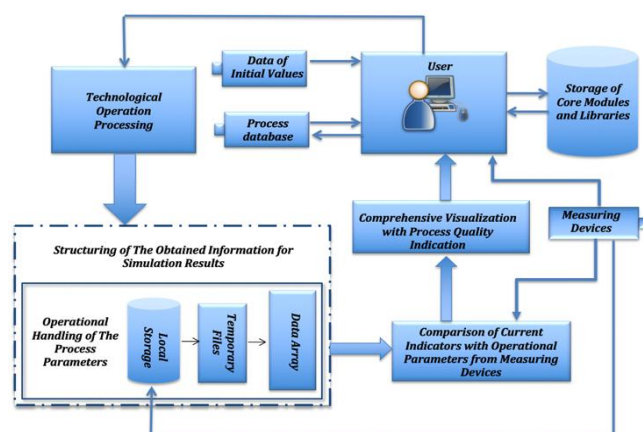 Data of
Initial Values
User
Technological
Operation
Processing
Process
database
Storage of
Core Modules
and Libraries
Comprehensive Visualization
with Process Quality
Indication
Measuring
Devices
Structuring of The Obtained Information for
Simulation Results
Operational
Handling of The
Process
Parameters
Local
Storage
Temporary
Files
Data Array
Comparison of Current
Indicators with Operational
Parameters from Measuring
Devices